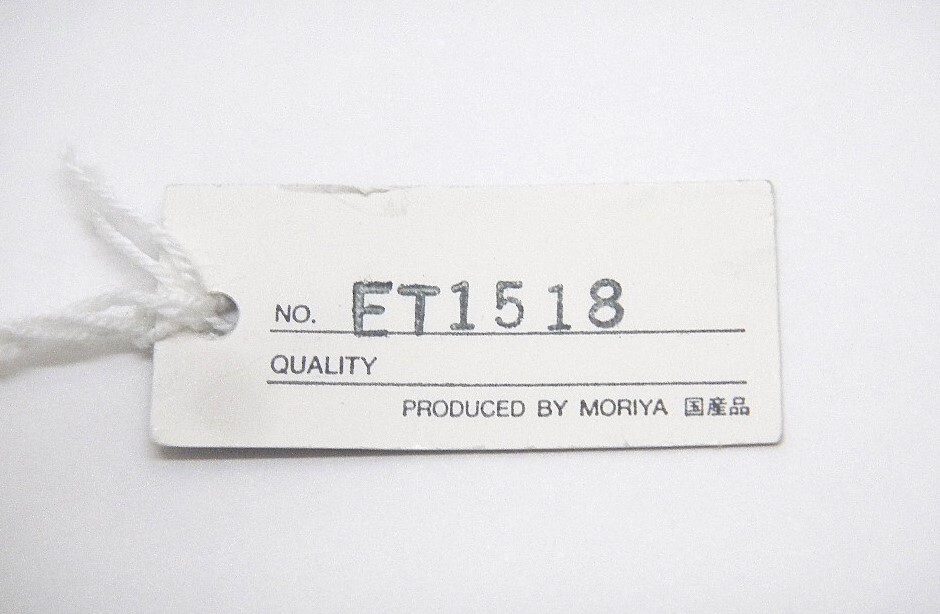 NO. ET1518
QUALITY
PRODUCED BY MORIYA 国産品